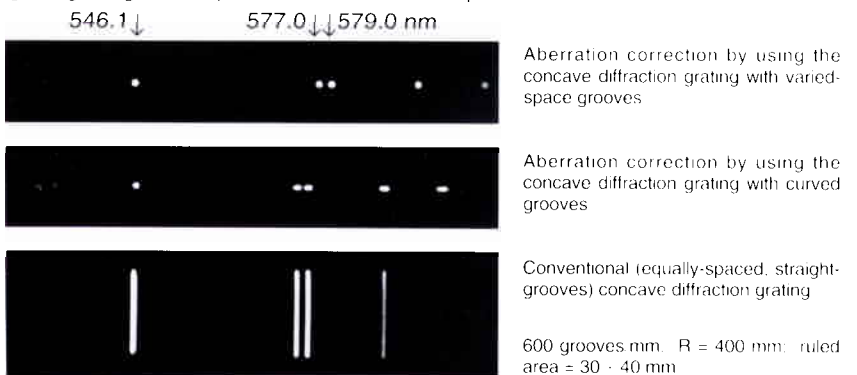 546.1↓ 577.0↓↓579.0 nm
Aberration correction by using the
concave diffraction grating with varied-
space grooves
Aberration correction by using the
concave diffraction grating with curved
grooves
Conventional (equally-spaced, straight-
grooves) concave diffraction grating
600 grooves.mm. R = 400 mm: ruled
area = 30 · 40 mm